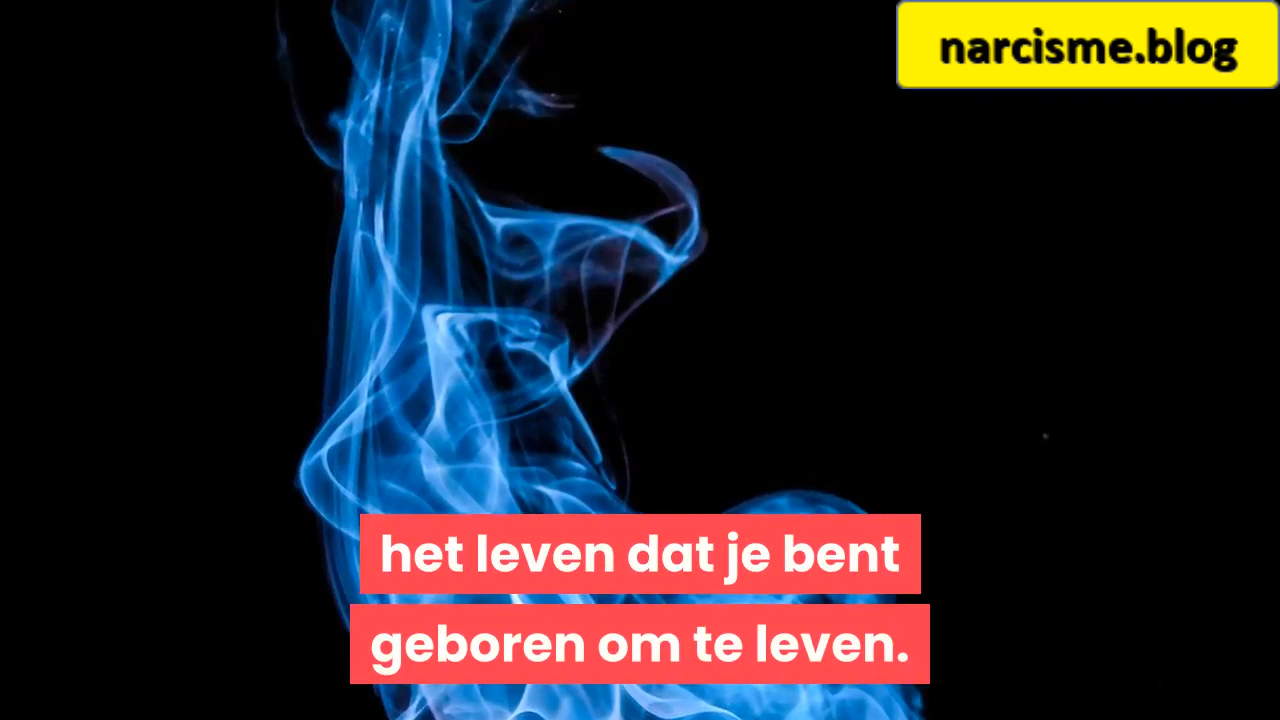 narcisme.blog
het leven dat je bent
geboren om te leven.